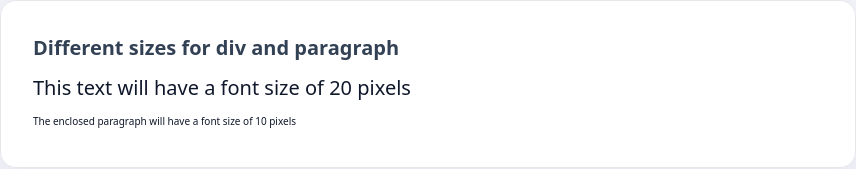 Different sizes for div and paragraph
This text will have a font size of 20 pixels
The enclosed paragraph will have a font size of 10 pixels